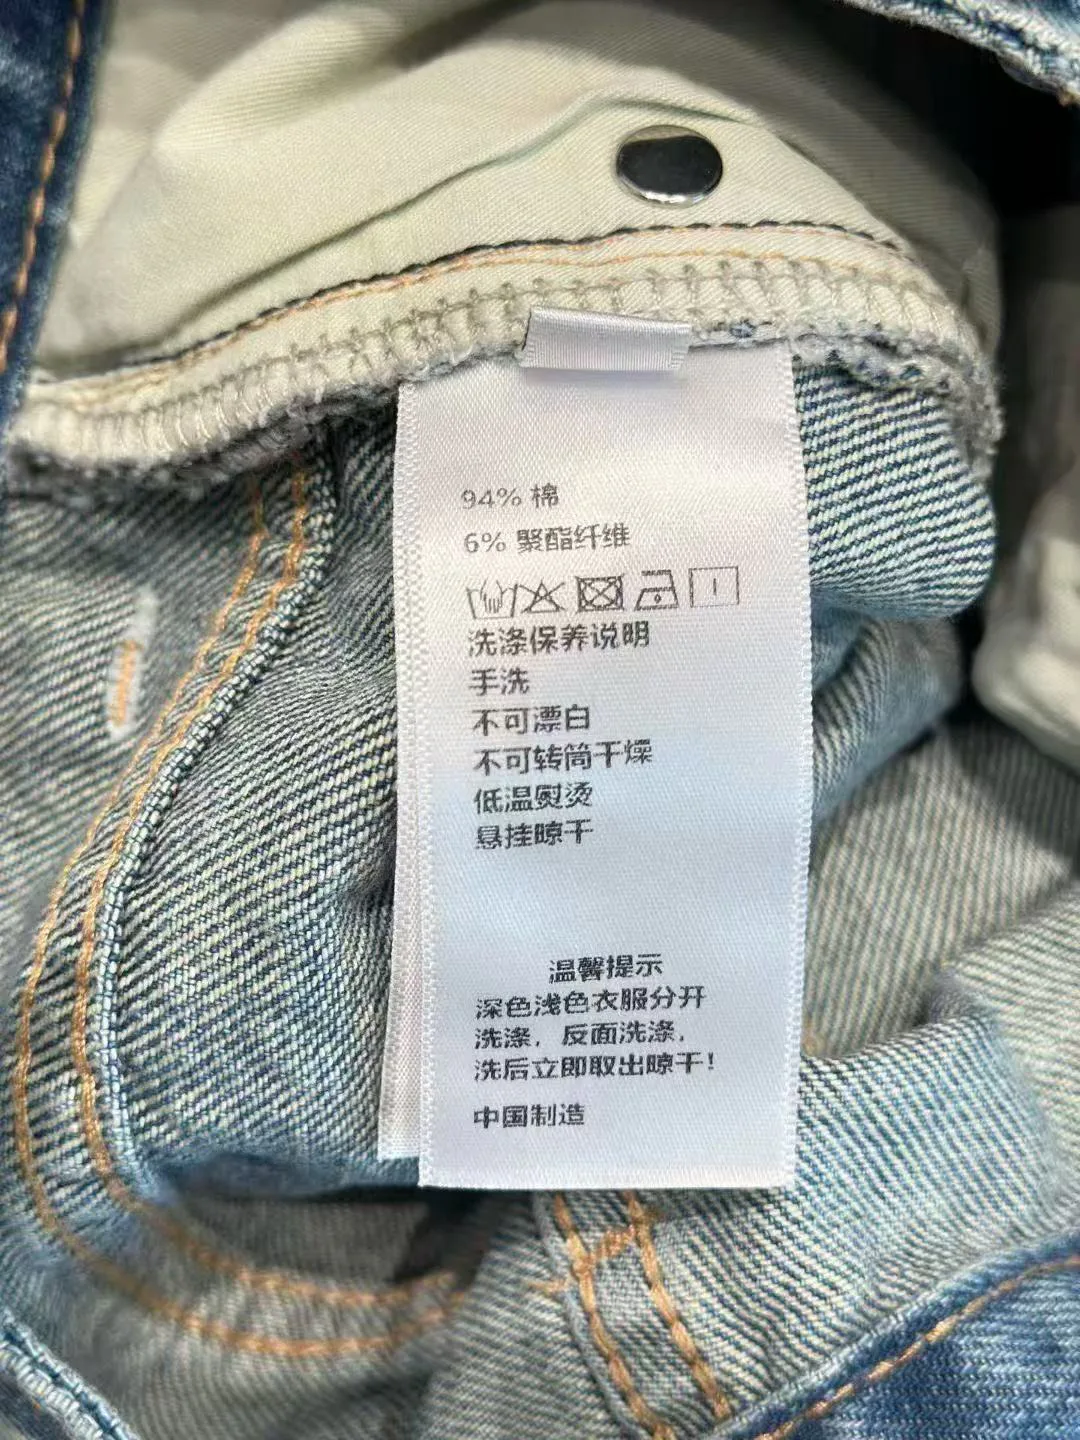 94% 棉
6% 聚酯纤维
洗涤保养说明
手洗
不可漂白
不可转筒干燥
低温熨烫
悬挂晾干
温馨提示
深色浅色衣服分开
洗涤，反面洗涤，
洗后立即取出晾干！
中国制造